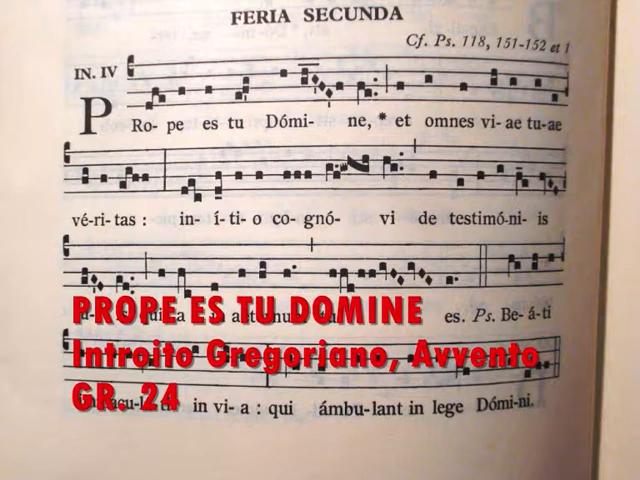 FERIA SECUNDA
Cf. Ps. 118, 151-152 et 1
IN. IV
PRope es tu Dómi- ne, * et omnes vi- ae tu-ae
vé-ri-tas : in- í-ti- o co-gnó- vi de testimó-ni- is
es. Ps. Be-á-ti
PROPE ES TU DOMINE
Introito Gregoriano, Avvento
GR. 24
in vi-a : qui ámbu-lant in lege Dómi-ni.